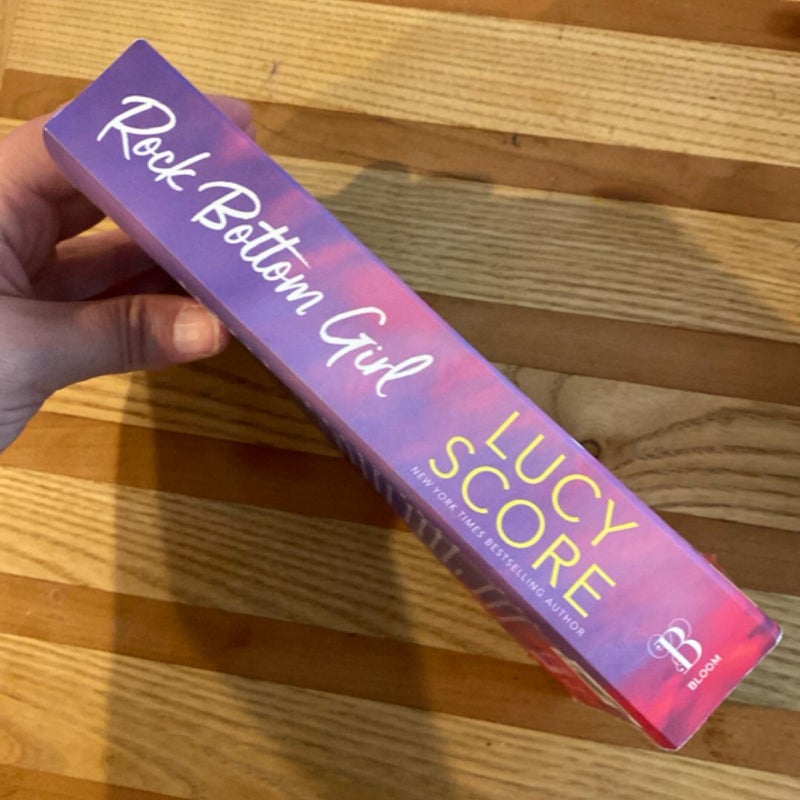 Rock Bottom Girl
LUCY
SCORE
NEW YORK TIMES BESTSELLING AUTHOR
B
BLOOM